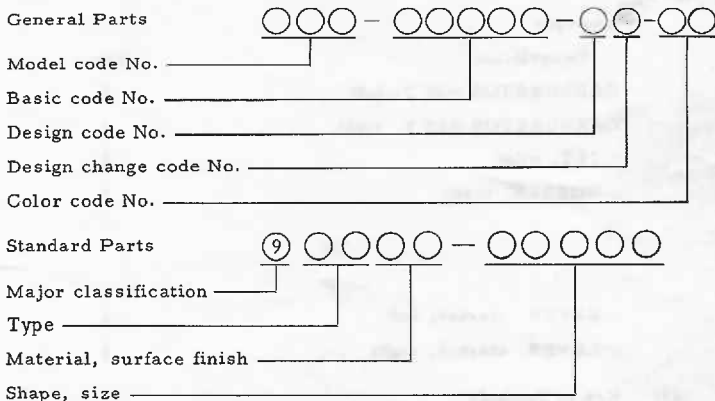 General Parts
Model code No.
Basic code No.
Design code No.
Design change code No.
Color code No.
Standard Parts 9
Major classification
Type
Material, surface finish
Shape, size